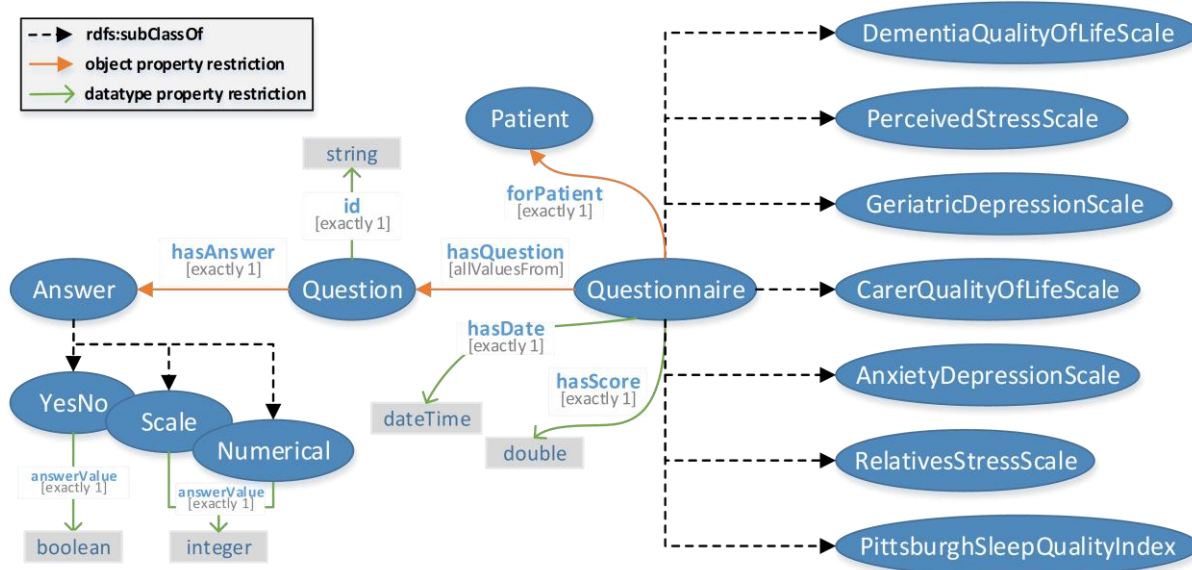 rdfs:subClassOf
object property restriction
datatype property restriction
DementiaQualityOfLifeScale
Patient
PerceivedStressScale
string
forPatient
[exactly 1]
id
[exactly 1]
GeriatricDepressionScale
hasAnswer
[exactly 1]
hasQuestion
[allValuesFrom]
Answer
Question
Questionnaire
CarerQualityOfLifeScale
hasDate
[exactly 1]
hasScore
[exactly 1]
AnxietyDepressionScale
YesNo
Scale
Numerical
dateTime
double
RelativesStressScale
answerValue
[exactly 1]
answerValue
[exactly 1]
boolean
integer
PittsburghSleepQualityIndex